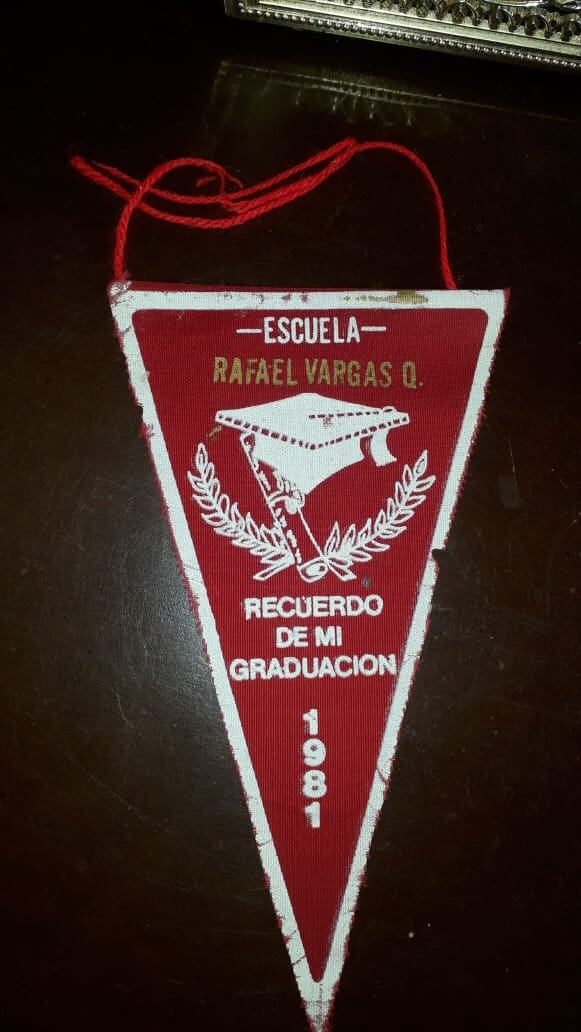 —ESCUELA—
RAFAEL VARGAS Q.
RECUERDO
DE MI
GRADUACION
1
9
8
1